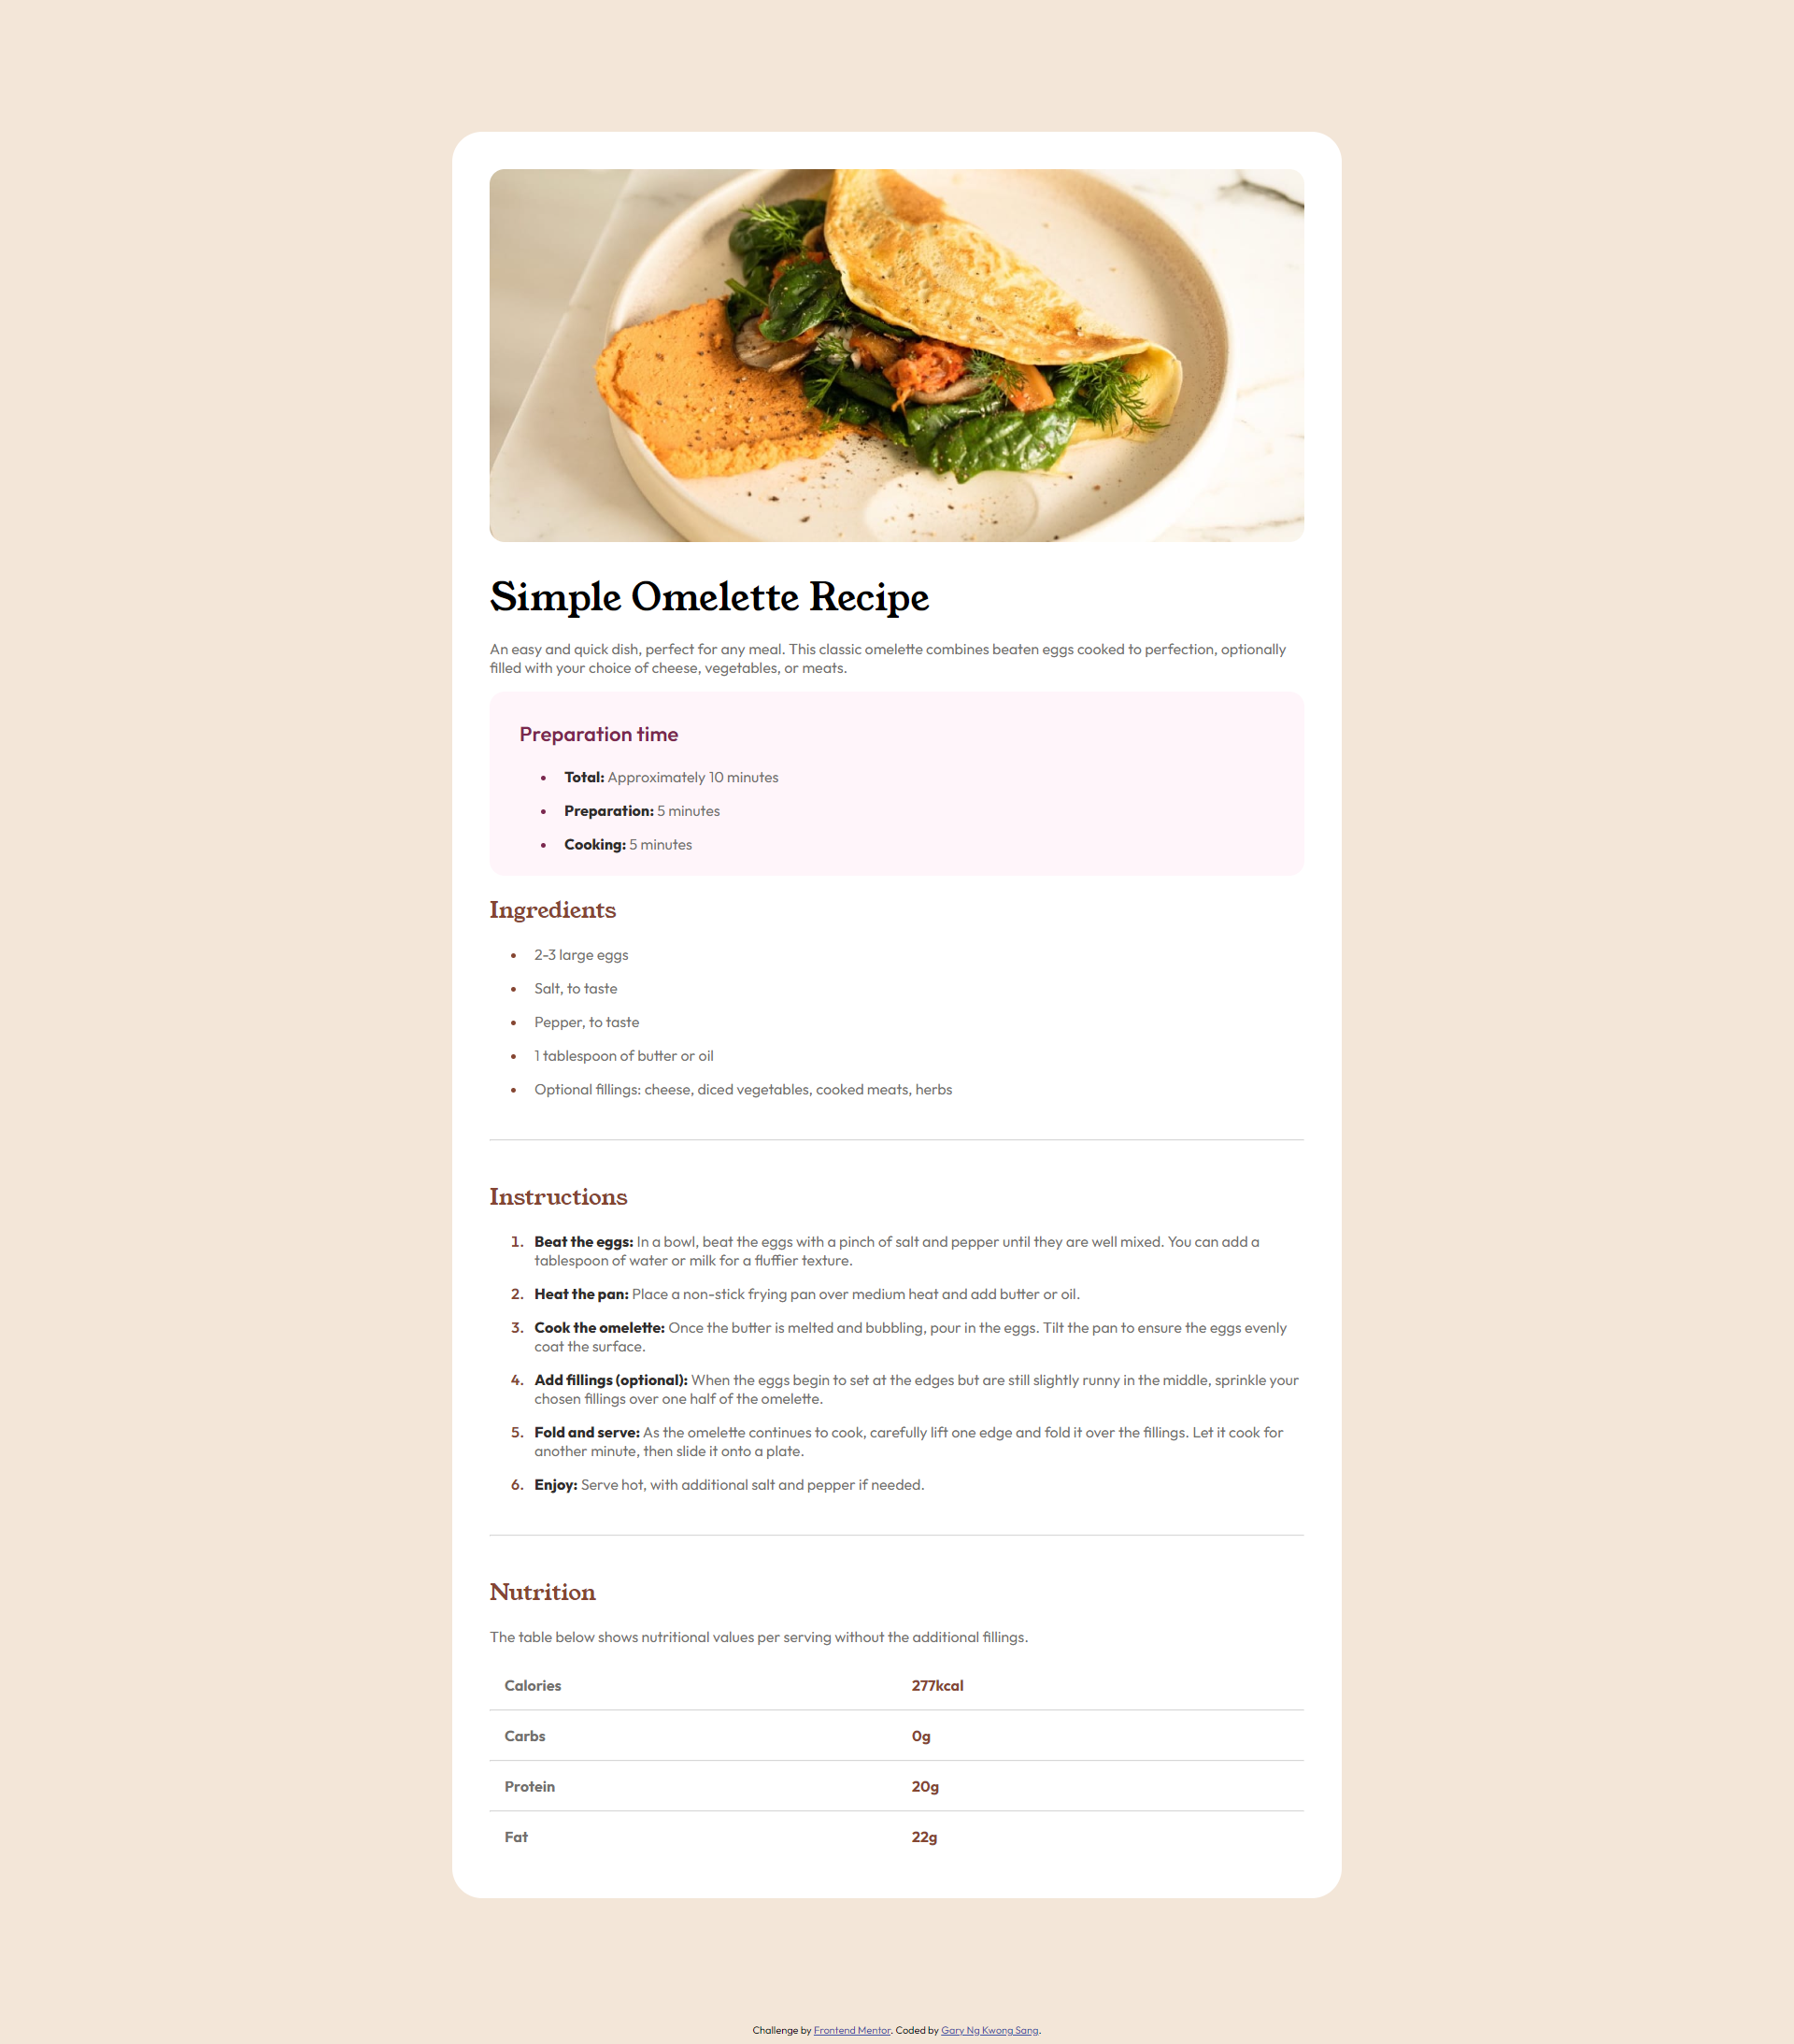 Simple Omelette Recipe
An easy and quick dish, perfect for any meal. This classic omelette combines beaten eggs cooked to perfection, optionally
filled with your choice of cheese, vegetables, or meats.
Preparation time
• Total: Approximately 10 minutes
• Preparation: 5 minutes
• Cooking: 5 minutes
Ingredients
• 2-3 large eggs
• Salt, to taste
• Pepper, to taste
• 1 tablespoon of butter or oil
• Optional fillings: cheese, diced vegetables, cooked meats, herbs
Instructions
1. Beat the eggs: In a bowl, beat the eggs with a pinch of salt and pepper until they are well mixed. You can add a
tablespoon of water or milk for a fluffier texture.
2. Heat the pan: Place a non-stick frying pan over medium heat and add butter or oil.
3. Cook the omelette: Once the butter is melted and bubbling, pour in the eggs. Tilt the pan to ensure the eggs evenly
coat the surface.
4. Add fillings (optional): When the eggs begin to set at the edges but are still slightly runny in the middle, sprinkle your
chosen fillings over one half of the omelette.
5. Fold and serve: As the omelette continues to cook, carefully lift one edge and fold it over the fillings. Let it cook for
another minute, then slide it onto a plate.
6. Enjoy: Serve hot, with additional salt and pepper if needed.
Nutrition
The table below shows nutritional values per serving without the additional fillings.
Calories 277kcal
Carbs 0g
Protein 20g
Fat 22g
Challenge by Frontend Mentor. Coded by Gary Ng Kwong Sang.